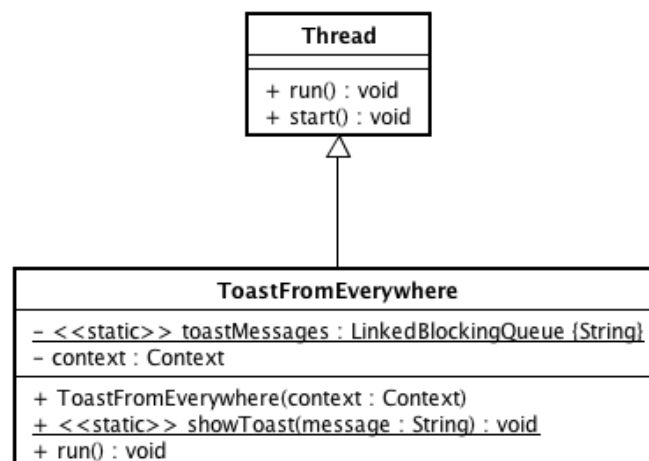 Thread
+ run() : void
+ start() : void
ToastFromEverywhere
- <<static>> toastMessages : LinkedBlockingQueue {String}
- context : Context
+ ToastFromEverywhere(context : Context)
+ <<static>> showToast(message : String) : void
+ run() : void